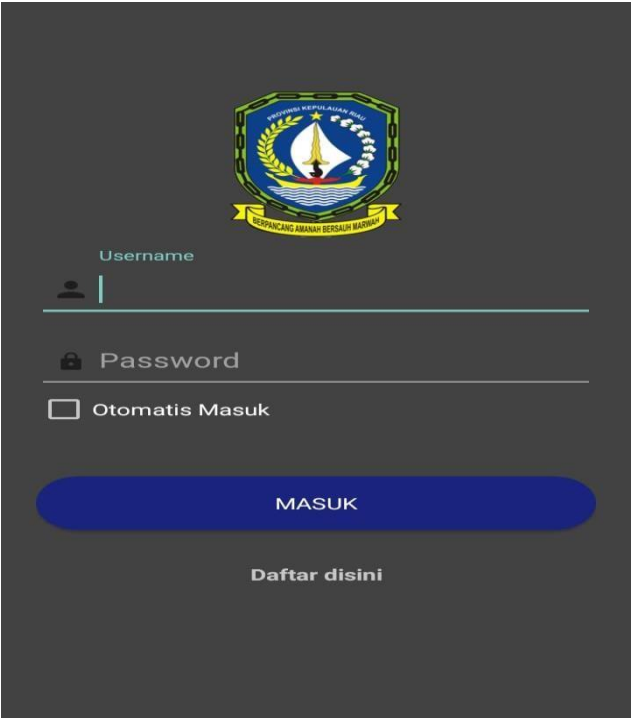 PROVINSI KEPULAUAN RIAU
BERPANCANG AMANAH BERSAUH MARWAH
Username
Password
Otomatis Masuk
MASUK
Daftar disini